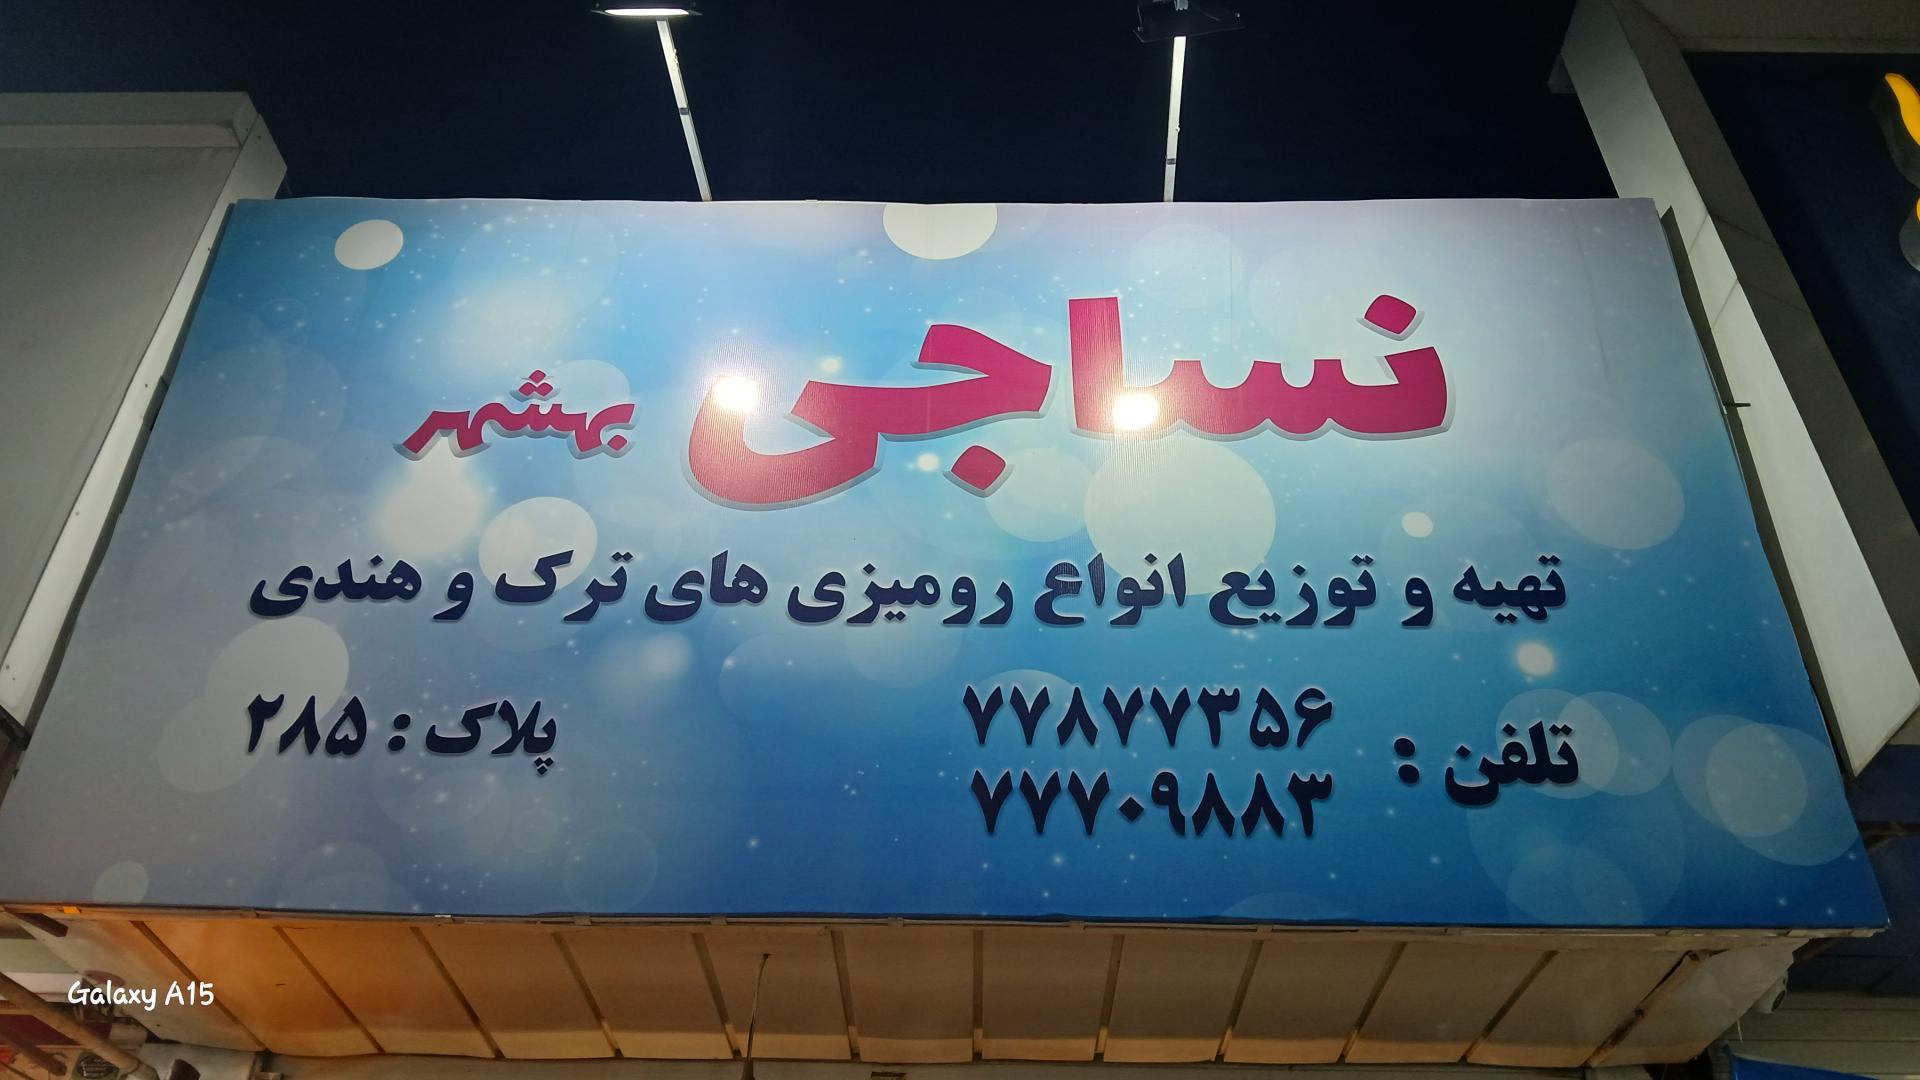 نساجی بهشهر
تهیه و توزیع انواع رومیزی های ترک و هندی
تلفن : ۷۷۸۷۷۳۵۶
۷۷۷۰۹۸۸۳
پلاک : ۲۸۵
Galaxy A15